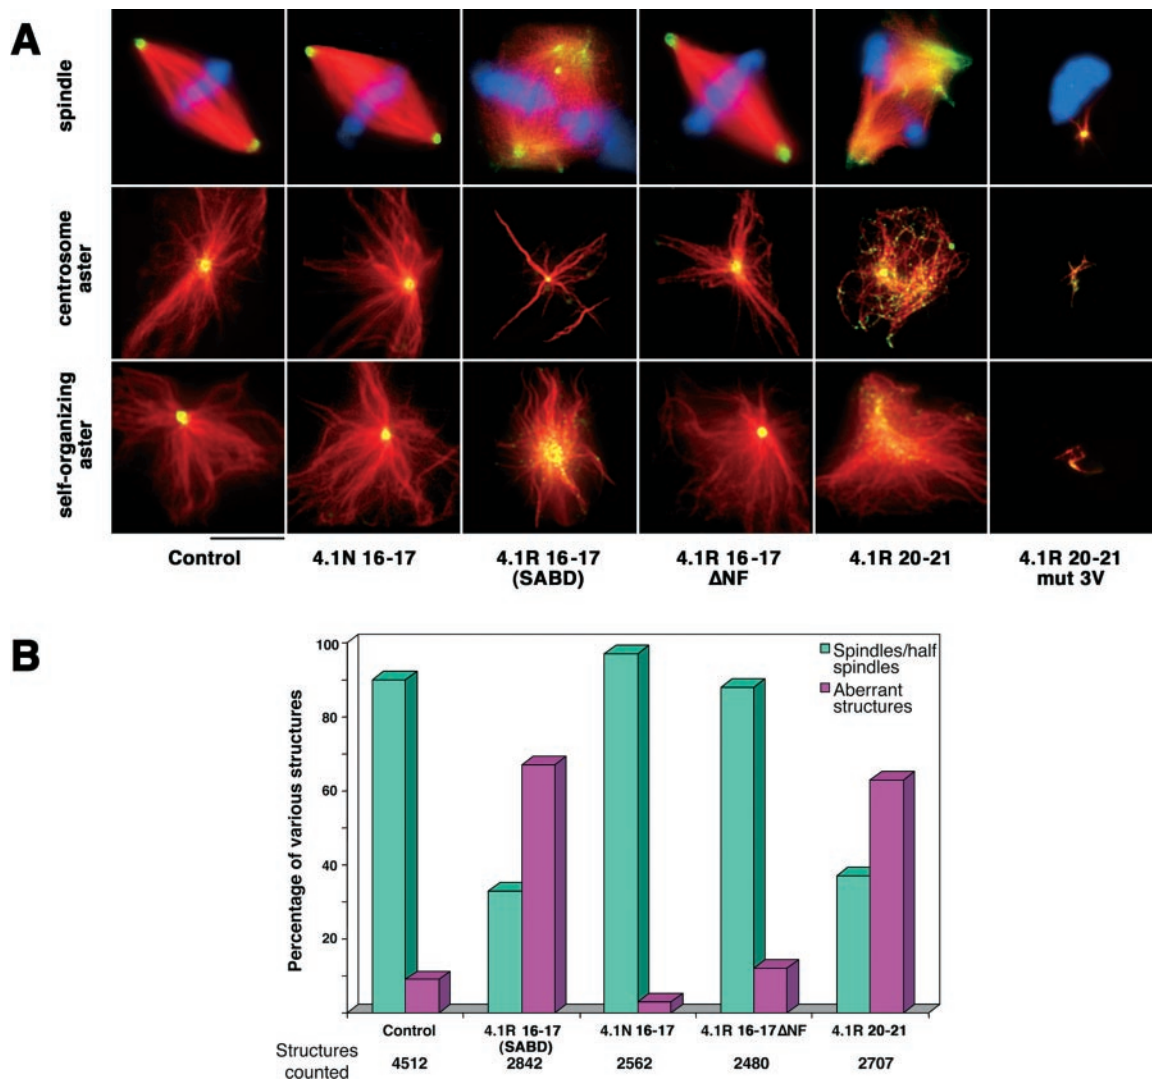 A
spindle
centrosome
aster
self-organizing
aster
Control
4.1N 16-17
4.1R 16-17
(SABD)
4.1R 16-17
ΔNF
4.1R 20-21
4.1R 20-21
mut 3V
B
Percentage of various structures
100
80
60
40
20
Spindles/half
spindles
Aberrant
structures
Control
4.1R 16-17
(SABD)
4.1N 16-17
4.1R 16-17ΔNF
4.1R 20-21
Structures
counted
4512
2842
2562
2480
2707